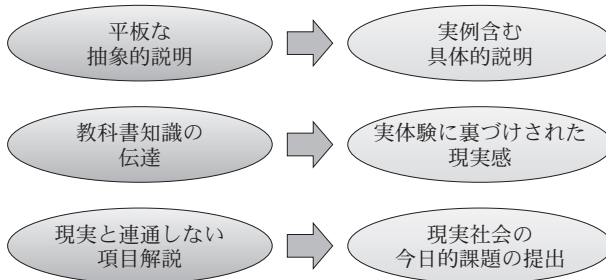 平板な
抽象的説明
実例含む
具体的説明
教科書知識の
伝達
実体験に裏づけされた
現実感
現実と連通しない
項目解説
現実社会の
今日的課題の提出